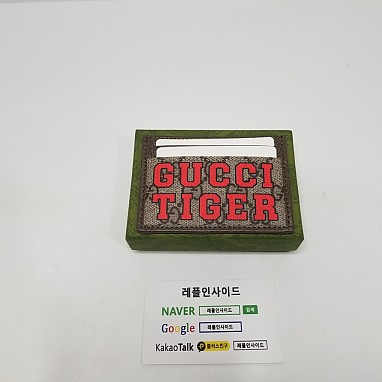 GUCCI
TIGER
레플인사이드
NAVER 레플인사이드 검색
Google 레플인사이드
KakaoTalk 플러스친구 레플인사이드